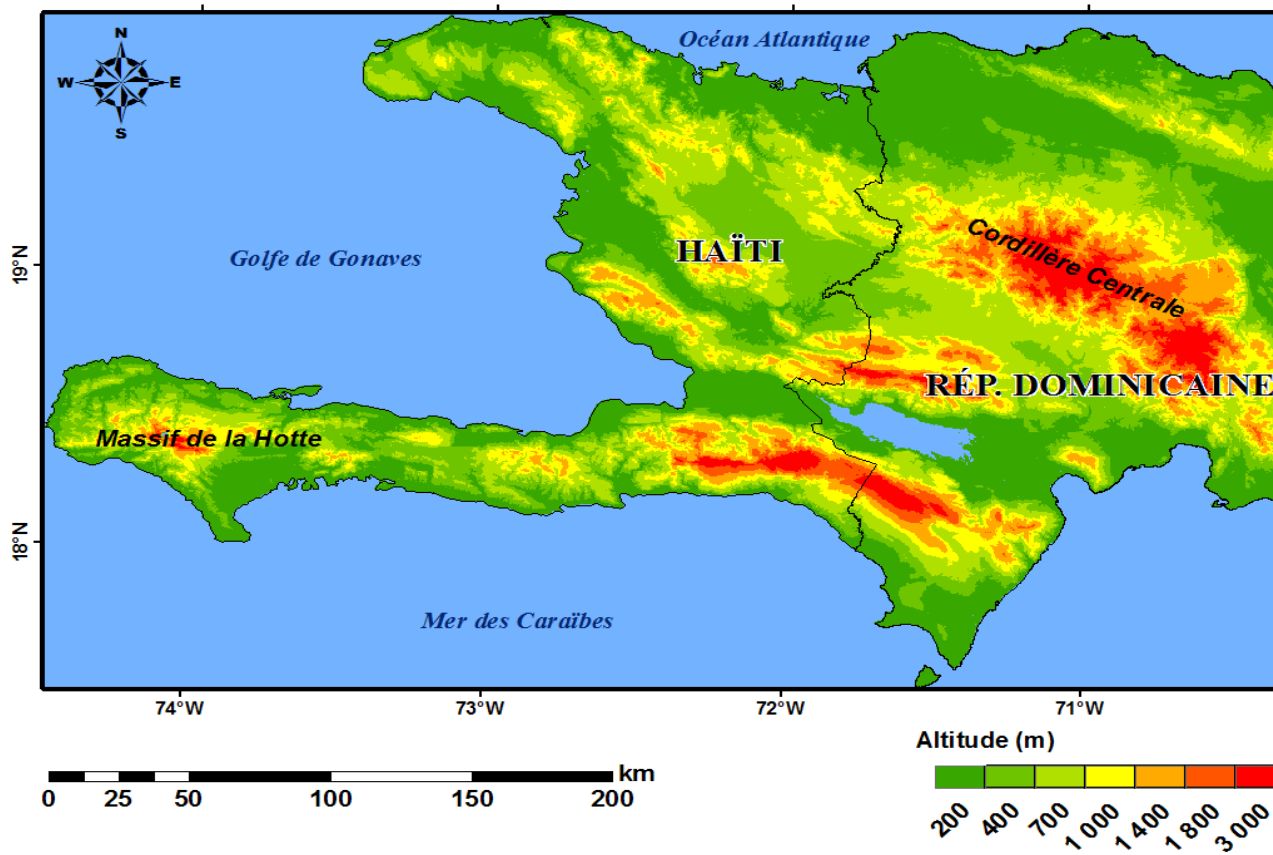 N
W E
S
Océan Atlantique
Golfe de Gonaves
HAÏTI
Cordillère Centrale
RÉP. DOMINICAINE
Massif de la Hotte
Mer des Caraïbes
19°N
18°N
74°W 73°W 72°W 71°W
km
0 25 50 100 150 200
Altitude (m)
200 400 700 1 000 1 400 1 800 3 000